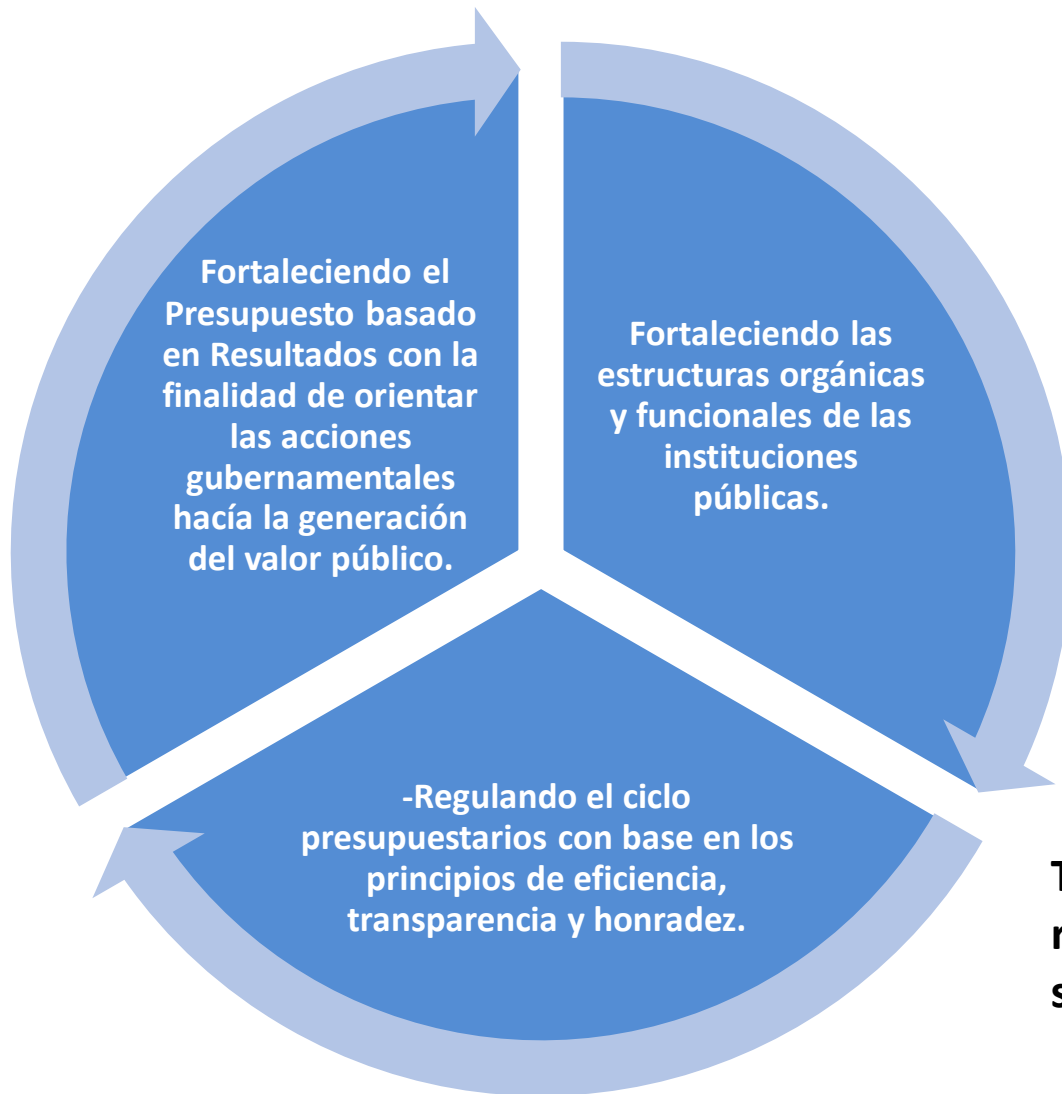 Fortaleciendo el
Presupuesto basado
en Resultados con la
finalidad de orientar
las acciones
gubernamentales
hacía la generación
del valor público.
Fortaleciendo las
estructuras orgánicas
y funcionales de las
instituciones
públicas.
-Regulando el ciclo
presupuestarios con base en los
principios de eficiencia,
transparencia y honradez.